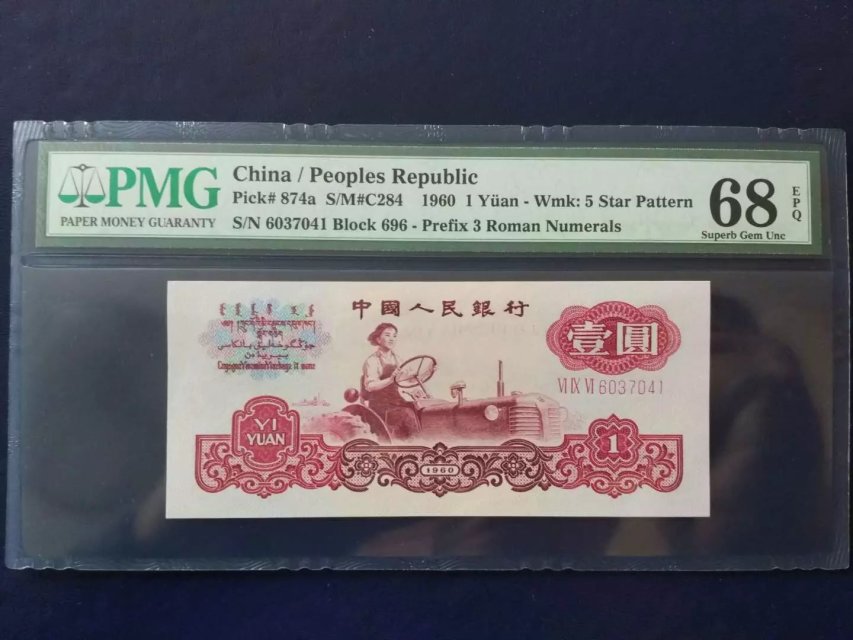 PMG
PAPER MONEY GUARANTY
China / Peoples Republic
Pick# 874a S/M#C284 1960 1 Yüan - Wmk: 5 Star Pattern
S/N 6037041 Block 696 - Prefix 3 Roman Numerals
68
EPQ
Superb Gem Unc
中國人民銀行
壹圓
VI IX VI 6037041
YI
YUAN
1960
1